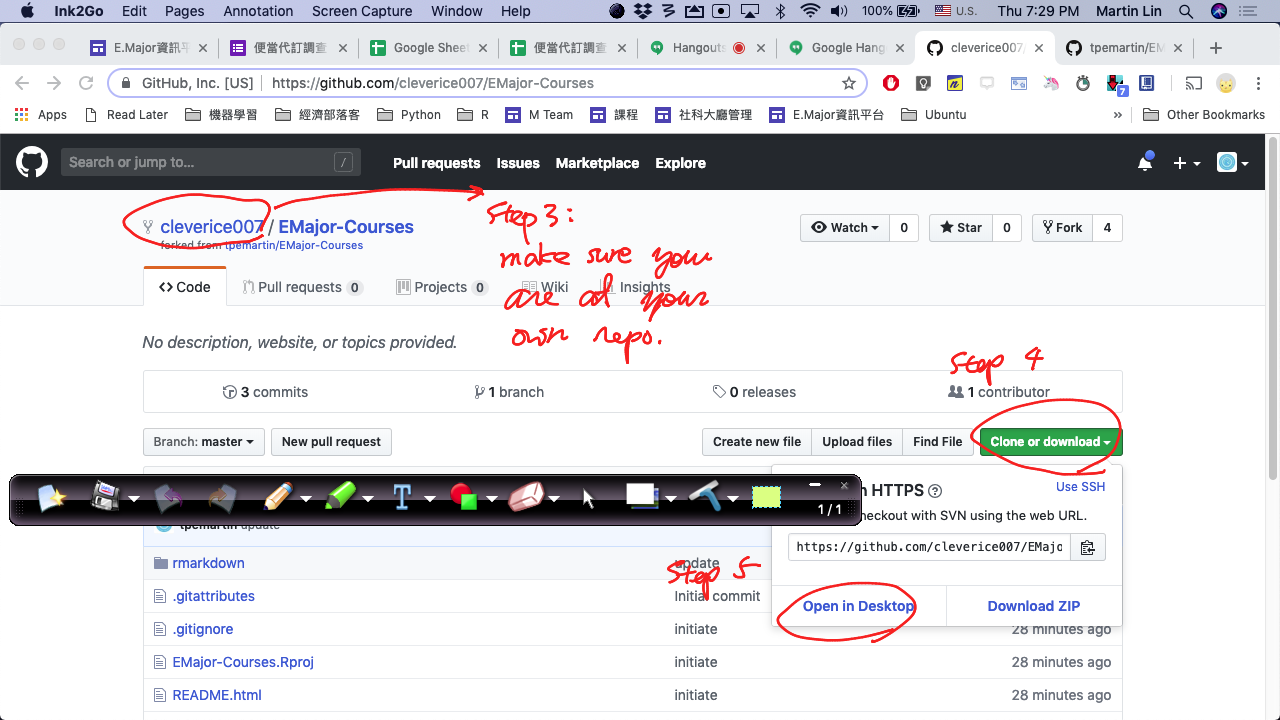 Ink2Go Edit Pages Annotation Screen Capture Window Help 100% U.S. Thu 7:29 PM Martin Lin
E.Major資訊平 便當代訂調查 Google Sheet 便當代訂調查 Hangouts Google Hang cleverice007 tpemartin/EM
GitHub, Inc. [US] https://github.com/cleverice007/EMajor-Courses 7
Apps Read Later 機器學習 經濟部落客 Python R M Team 課程 社科大廳管理 E.Major資訊平台 Ubuntu » Other Bookmarks
Search or jump to... / Pull requests Issues Marketplace Explore
cleverice007 / EMajor-Courses Watch 0 Star 0 Fork 4
forked from tpemartin/EMajor-Courses
Step 3:
make sure your
are at your
own repo.
Code Pull requests 0 Projects 0 Wiki Insights
No description, website, or topics provided.
Step 4
3 commits 1 branch 0 releases 1 contributor
Branch: master New pull request Create new file Upload files Find File Clone or download
HTTPS Use SSH
1 / 1
tpemartin update checkout with SVN using the web URL.
https://github.com/cleverice007/EMajo
rmarkdown update
Step 5
.gitattributes Initial commit
Open in Desktop Download ZIP
.gitignore initiate 28 minutes ago
EMajor-Courses.Rproj initiate 28 minutes ago
README.html initiate 28 minutes ago